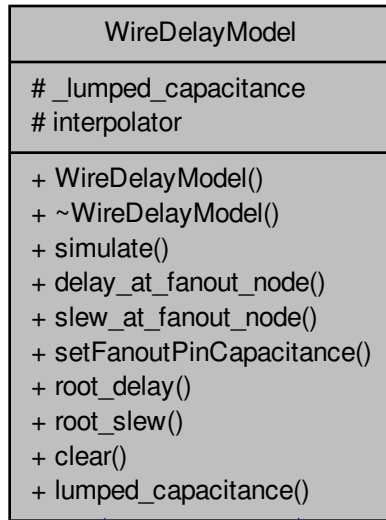 WireDelayModel
# _lumped_capacitance
# interpolator
+ WireDelayModel()
+ ~WireDelayModel()
+ simulate()
+ delay_at_fanout_node()
+ slew_at_fanout_node()
+ setFanoutPinCapacitance()
+ root_delay()
+ root_slew()
+ clear()
+ lumped_capacitance()